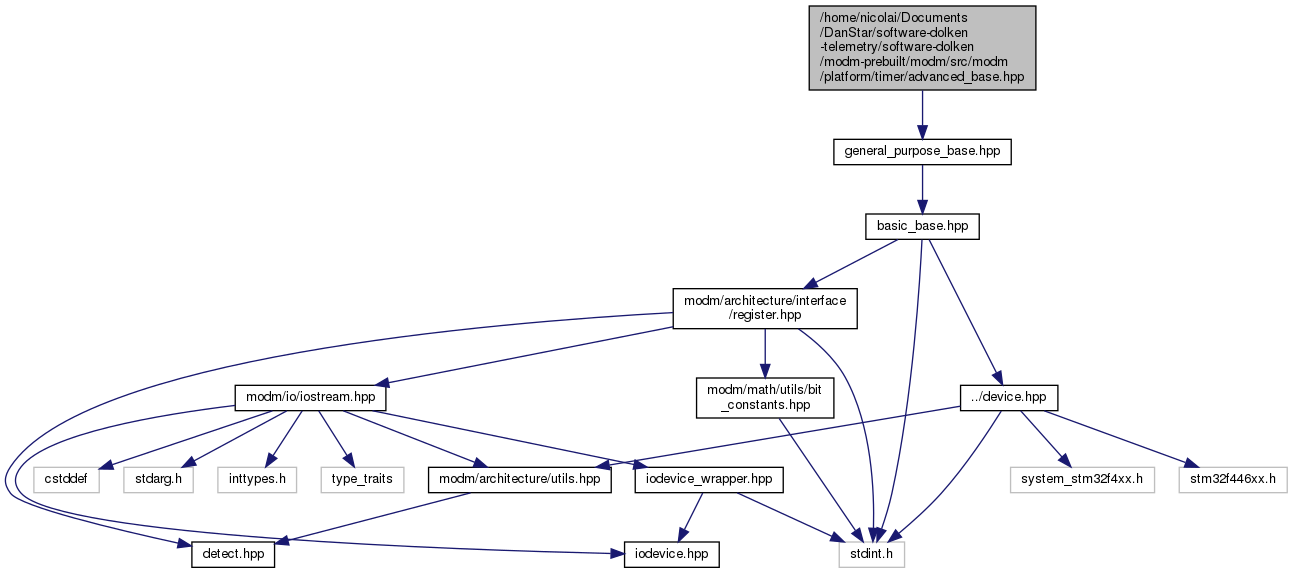 /home/nicolai/Documents
/DanStar/software-dolken
-telemetry/software-dolken
/modm-prebuilt/modm/src/modm
/platform/timer/advanced_base.hpp
general_purpose_base.hpp
basic_base.hpp
modm/architecture/interface
/register.hpp
modm/io/iostream.hpp
modm/math/utils/bit
_constants.hpp
../device.hpp
cstddef
stdarg.h
inttypes.h
type_traits
modm/architecture/utils.hpp
iodevice_wrapper.hpp
system_stm32f4xx.h
stm32f446xx.h
detect.hpp
iodevice.hpp
stdint.h